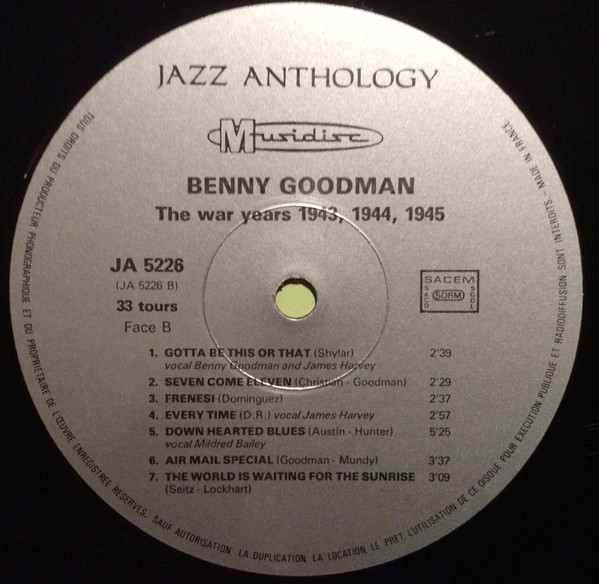 JAZZ ANTHOLOGY
Musidisc
BENNY GOODMAN
The war years 1943, 1944, 1945
JA 5226
(JA 5226 B)
33 tours
Face B
SACEM
SACD SDRM SGDL
1. GOTTA BE THIS OR THAT (Shylar) 2'39
vocal Benny Goodman and James Harvey
2. SEVEN COME ELEVEN (Christian - Goodman) 2'29
3. FRENESI (Dominguez) 2'37
4. EVERY TIME (D.R.) vocal James Harvey 2'57
5. DOWN HEARTED BLUES (Austin - Hunter) 5'25
vocal Mildred Bailey
6. AIR MAIL SPECIAL (Goodman - Mundy) 3'37
7. THE WORLD IS WAITING FOR THE SUNRISE 3'09
(Seitz - Lockhart)
TOUS DROITS DU PRODUCTEUR PHONOGRAPHIQUE ET DU PROPRIETAIRE DE L'ŒUVRE ENREGISTREE RESERVES. SAUF AUTORISATION LA DUPLICATION, LA LOCATION, LE PRET, L'UTILISATION DE CE DISQUE POUR EXECUTION PUBLIQUE ET RADIODIFFUSION SONT INTERDITS - MADE IN FRANCE